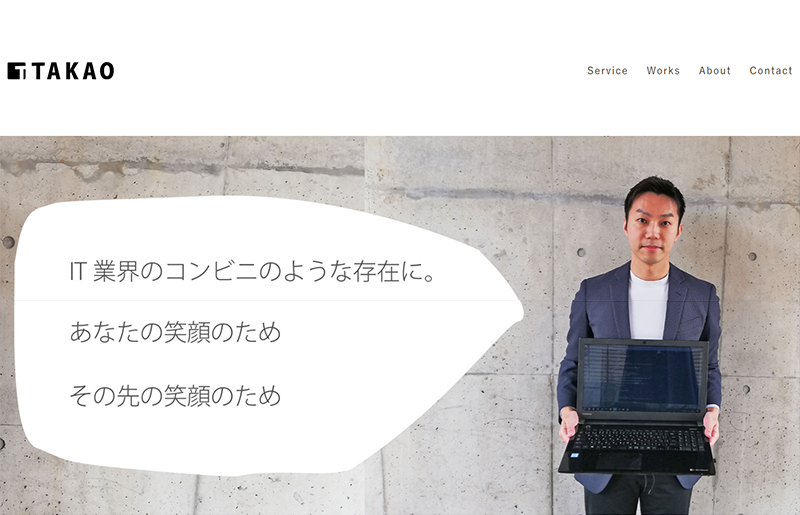 TAKAO
Service Works About Contact
IT 業界のコンビニのような存在に。
あなたの笑顔のため
その先の笑顔のため